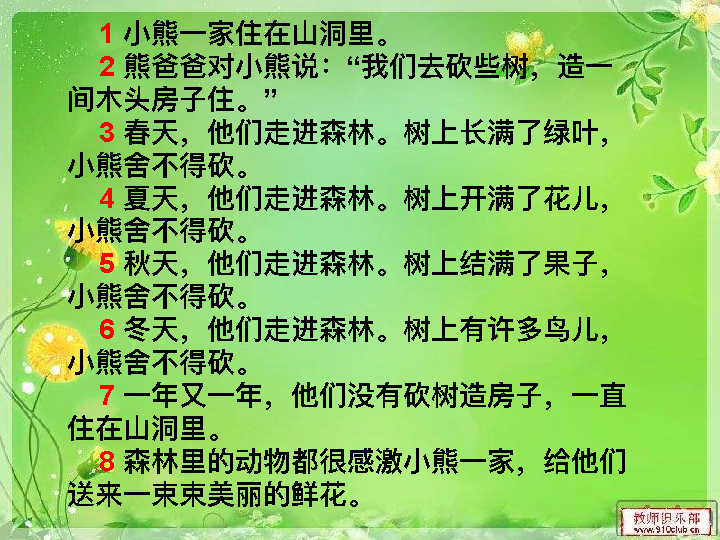 1 小熊一家住在山洞里。
2 熊爸爸对小熊说：“我们去砍些树，造一
间木头房子住。”
3 春天，他们走进森林。树上长满了绿叶，
小熊舍不得砍。
4 夏天，他们走进森林。树上开满了花儿，
小熊舍不得砍。
5 秋天，他们走进森林。树上结满了果子，
小熊舍不得砍。
6 冬天，他们走进森林。树上有许多鸟儿，
小熊舍不得砍。
7 一年又一年，他们没有砍树造房子，一直
住在山洞里。
8 森林里的动物都很感激小熊一家，给他们
送来一束束美丽的鲜花。
教师俱乐部
www.910club.cn